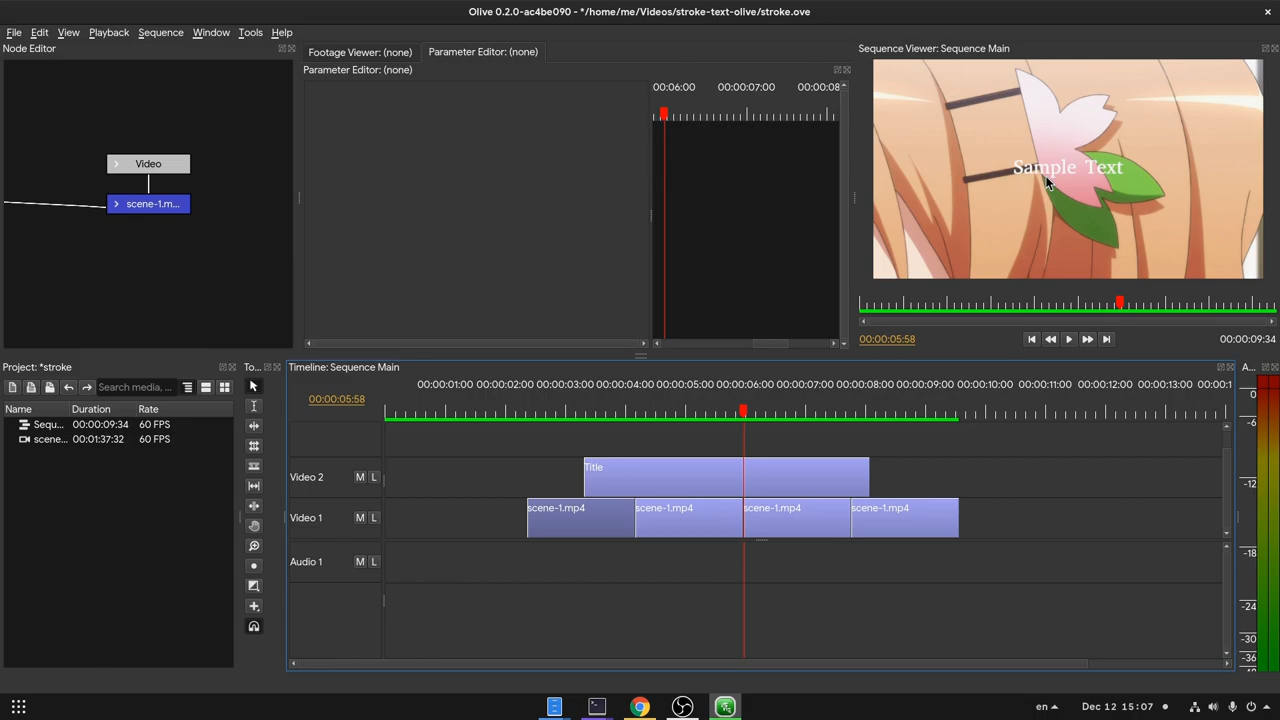 Olive 0.2.0-ac4be090 - */home/me/Videos/stroke-text-olive/stroke.ove
File Edit View Playback Sequence Window Tools Help
Node Editor
Video
scene-1.m...
Footage Viewer: (none) Parameter Editor: (none)
Parameter Editor: (none)
00:06:00 00:00:07:00 00:00:08
Sequence Viewer: Sequence Main
Sample Text
00:00:05:58
00:00:09:34
Project: *stroke
Search media, ...
Name Duration Rate
Sequ... 00:00:09:34 60 FPS
scene... 00:01:37:32 60 FPS
To...
Timeline: Sequence Main
00:00:05:58
00:00:01:00 00:00:02:00 00:00:03:00 00:00:04:00 00:00:05:00 00:00:06:00 00:00:07:00 00:00:08:00 00:00:09:00 00:00:10:00 00:00:11:00 00:00:12:00 00:00:13:00 00:00:1
Video 2 M L
Title
Video 1 M L
scene-1.mp4 scene-1.mp4 scene-1.mp4 scene-1.mp4
Audio 1 M L
A...
0
-6
-12
-18
-24
-30
-36
en Dec 12 15:07